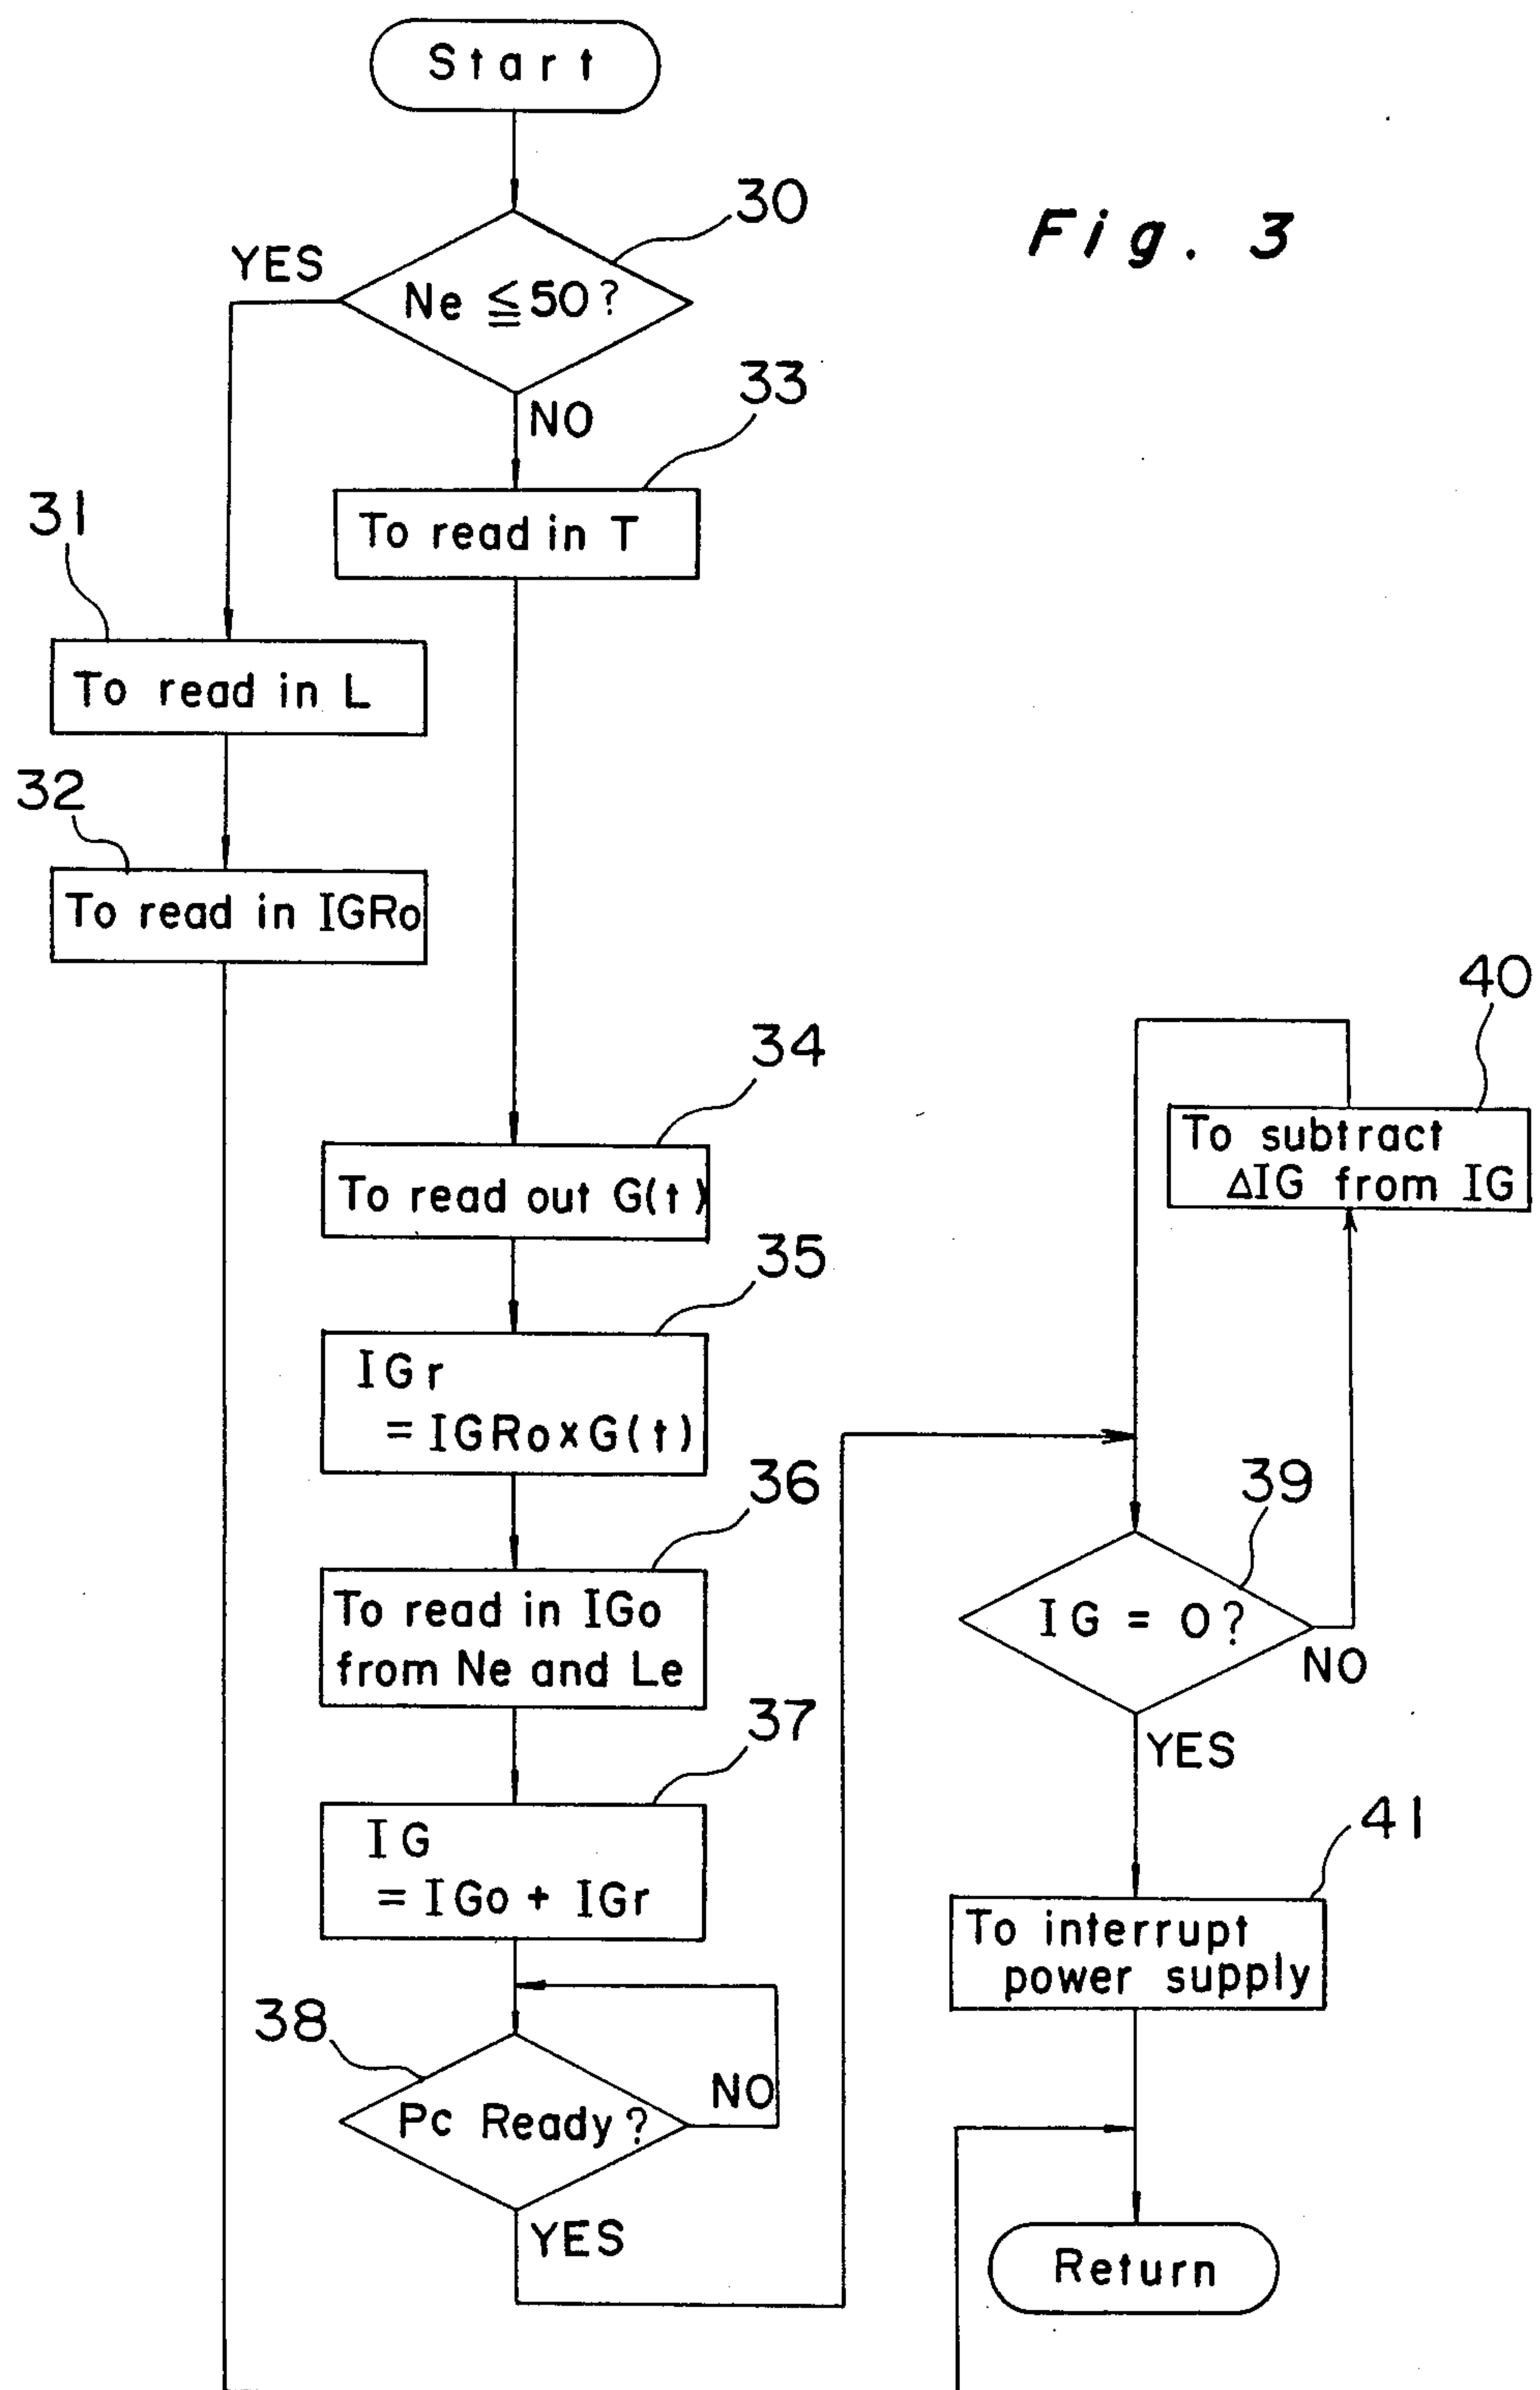 Start
30
Fig. 3
YES
Ne ≦ 50?
33
NO
31
To read in T
To read in L
32
To read in IGRo
40
34
To subtract
ΔIG from IG
To read out G(t)
35
IGr
= IGRo x G(t)
36
39
To read in IGo
from Ne and Le
IG = 0?
NO
37
YES
IG
= IGo + IGr
41
To interrupt
power supply
38
NO
Pc Ready?
YES
Return